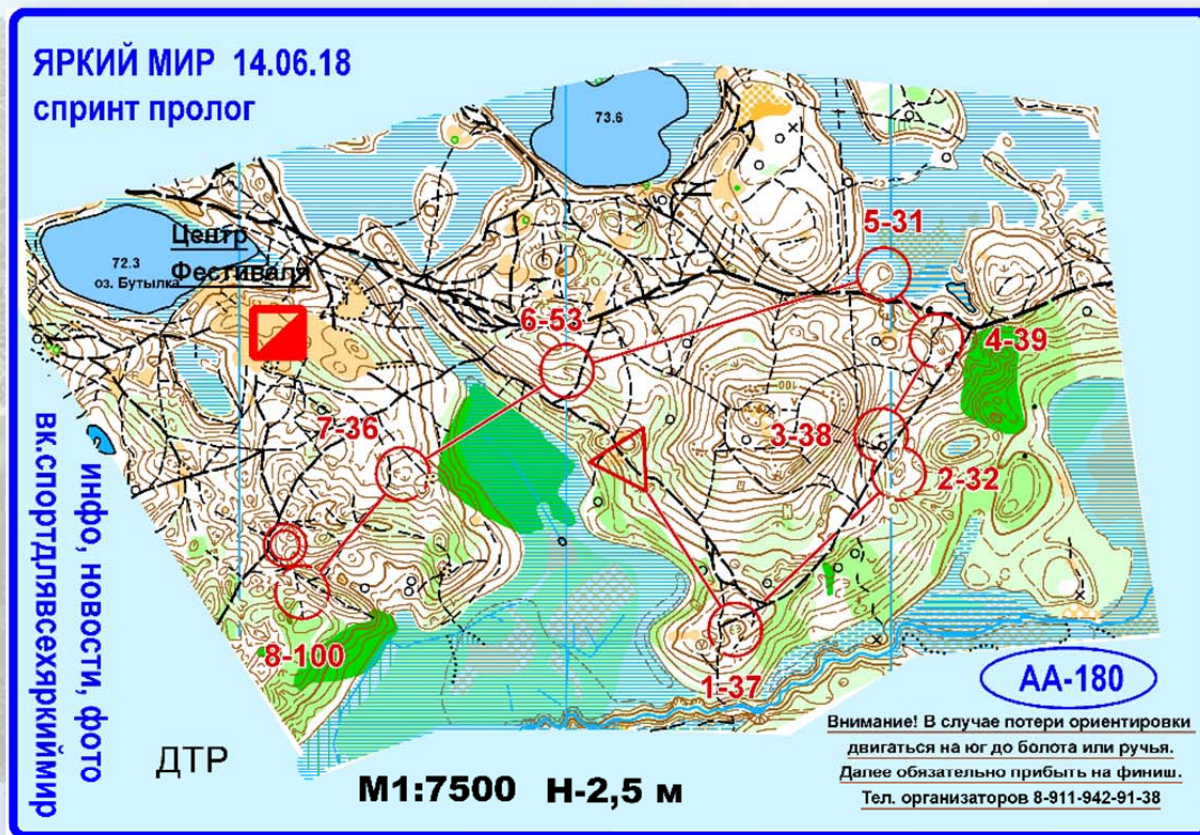 ЯРКИЙ МИР 14.06.18
спринт пролог
73.6
Центр
Фестиваля
72.3
оз. Бутылка
5-31
6-53
4-39
7-36
3-38
2-32
100
8-100
1-37
инфо, новости, фото
вк.спортдлявсехяркиймир
ДТР
М1:7500 Н-2,5 м
АА-180
Внимание! В случае потери ориентировки
двигаться на юг до болота или ручья.
Далее обязательно прибыть на финиш.
Тел. организаторов 8-911-942-91-38